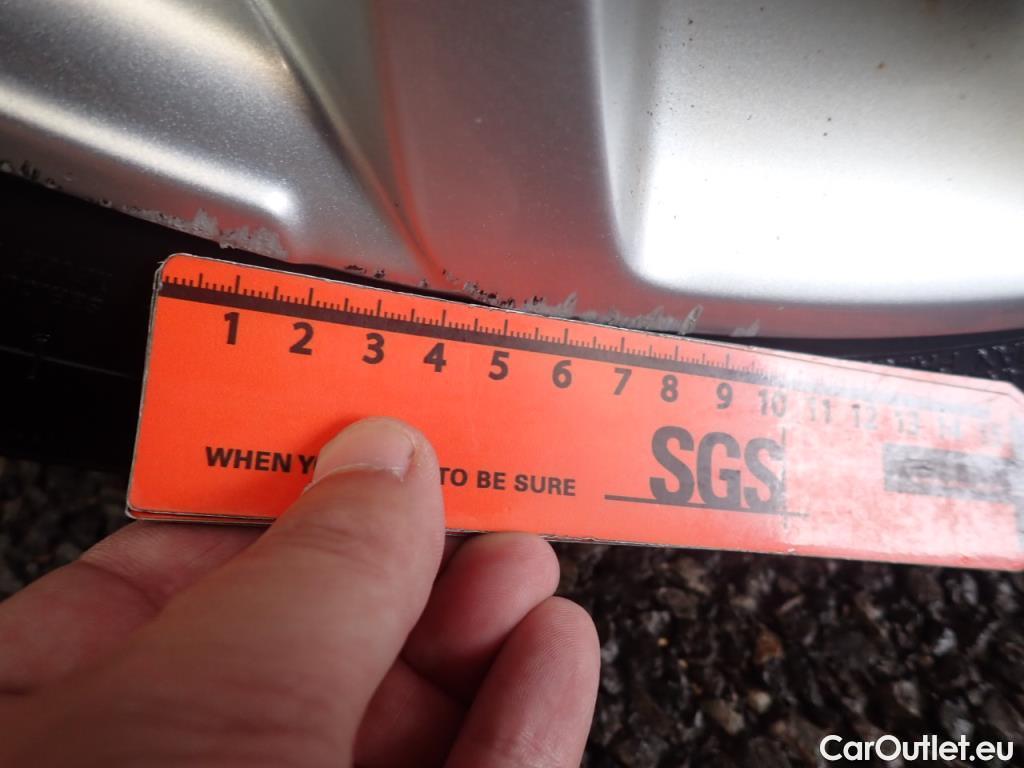 1 2 3 4 5 6 7 8 9 10 11 12 13 14 15
WHEN Y TO BE SURE SGS
CarOutlet.eu